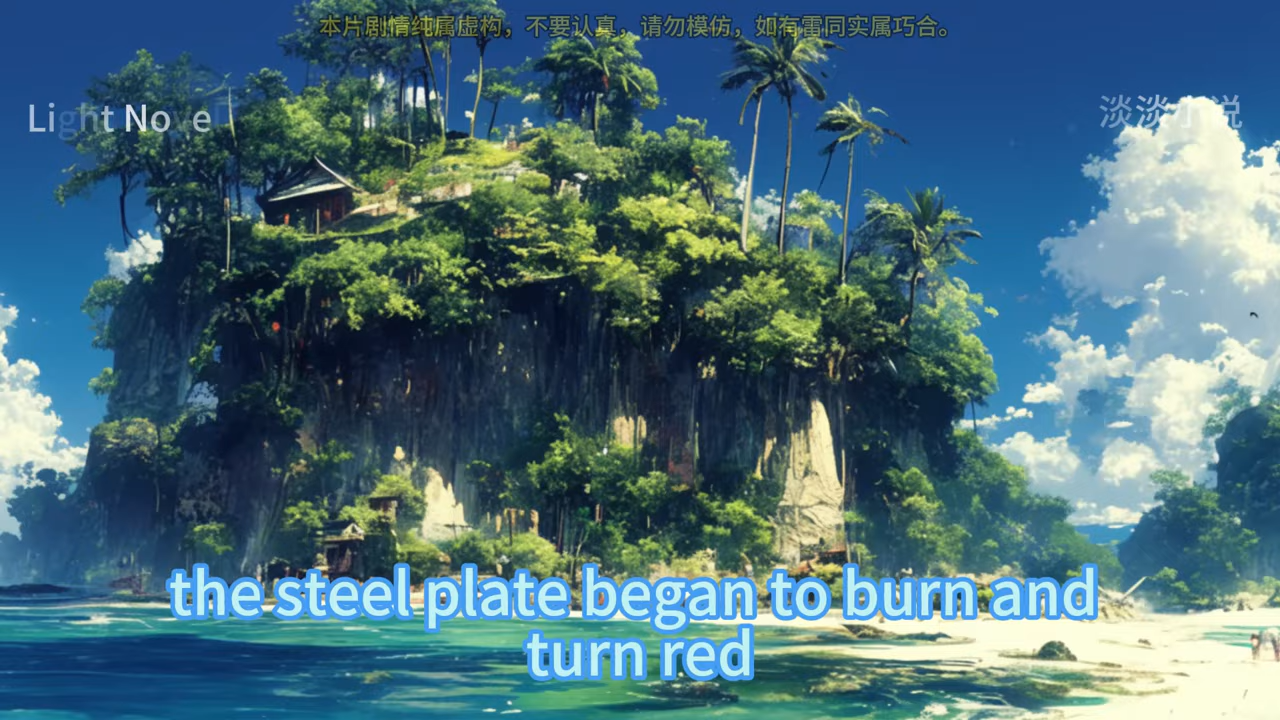 本片剧情纯属虚构，不要认真，请勿模仿，如有雷同实属巧合。
Light Nove
淡淡小说
the steel plate began to burn and
turn red